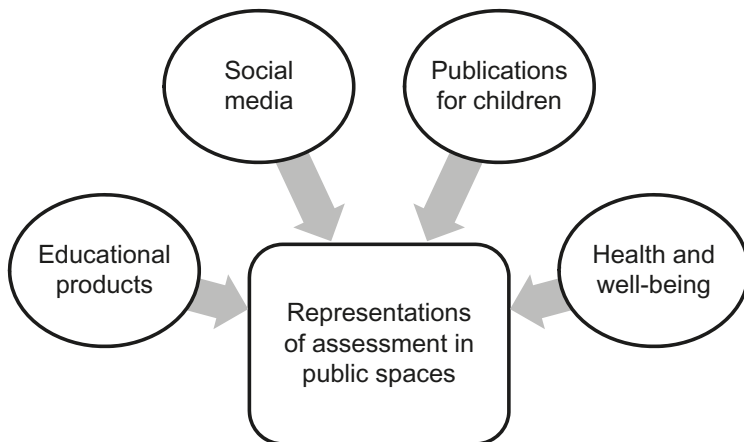 Social
media
Publications
for children
Educational
products
Health and
well-being
Representations
of assessment in
public spaces